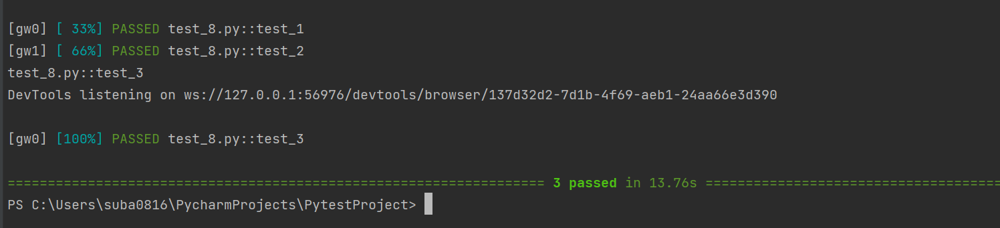 [gw0] [ 33%] PASSED test_8.py::test_1
[gw1] [ 66%] PASSED test_8.py::test_2
test_8.py::test_3
DevTools listening on ws://127.0.0.1:56976/devtools/browser/137d32d2-7d1b-4f69-aeb1-24aa66e3d390
[gw0] [100%] PASSED test_8.py::test_3
=================================================================== 3 passed in 13.76s =====================================
PS C:\Users\suba0816\PycharmProjects\PytestProject>